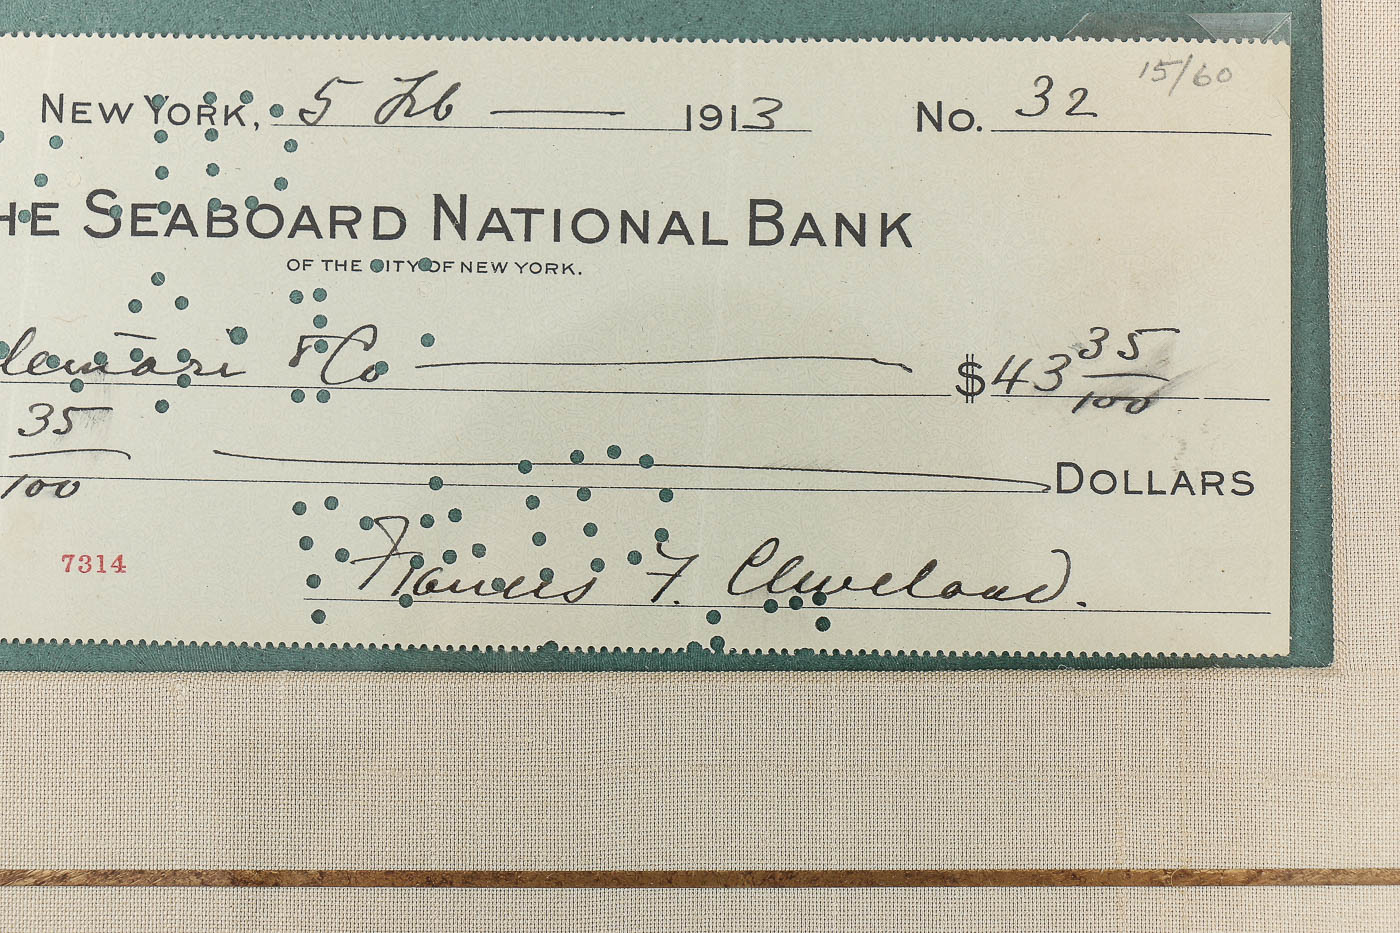 15/60
NEW YORK, 5 Feb 1913 No. 32
HE SEABOARD NATIONAL BANK
OF THE CITY OF NEW YORK.
& Co $43 35/100
35/100 DOLLARS
7314
Frances F. Cleveland.